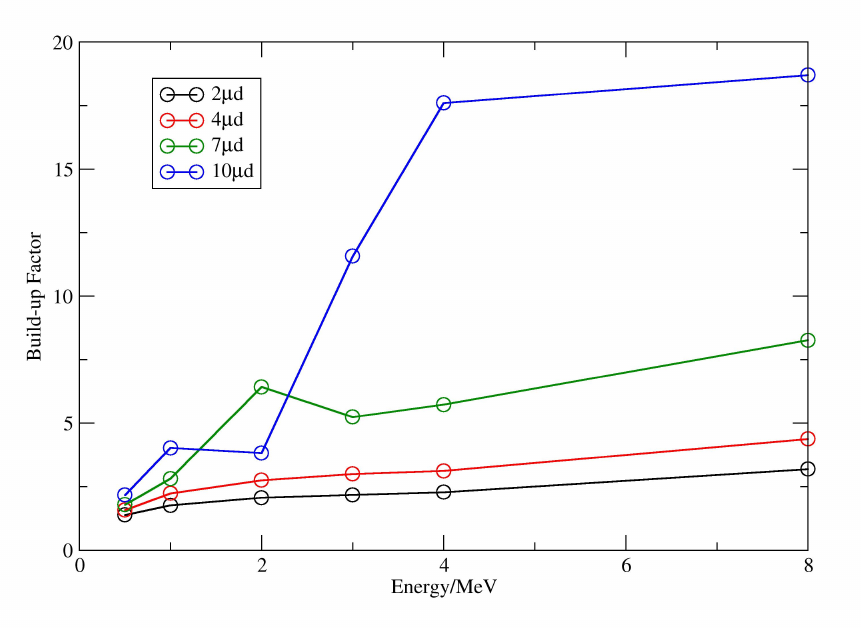 20
15
10
5
0
Build-up Factor
2μd
4μd
7μd
10μd
0 2 4 6 8
Energy/MeV